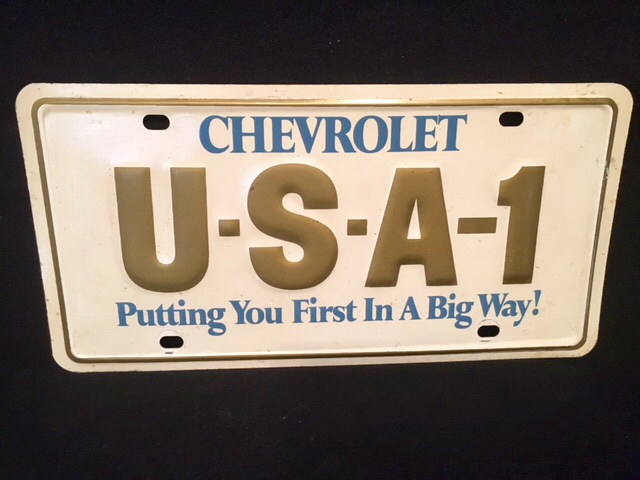 CHEVROLET
U-S-A-1
Putting You First In A Big Way!